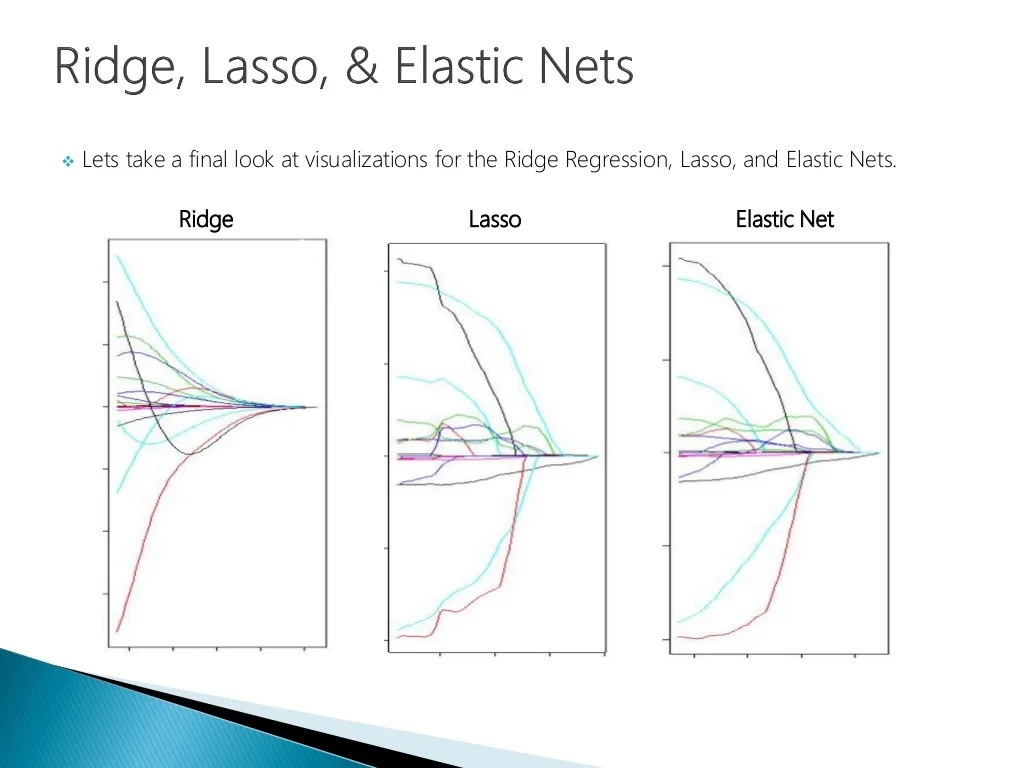 Ridge, Lasso, & Elastic Nets
Lets take a final look at visualizations for the Ridge Regression, Lasso, and Elastic Nets.
Ridge
Lasso
Elastic Net